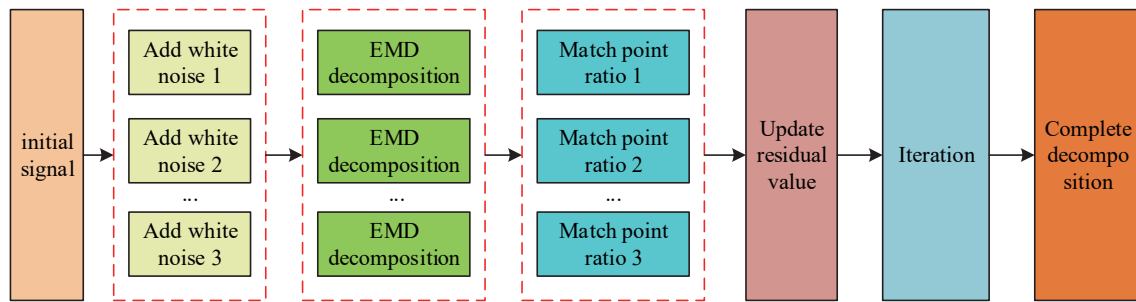 initial
signal
Add white
noise 1
Add white
noise 2
...
Add white
noise 3
EMD
decomposition
EMD
decomposition
...
EMD
decomposition
Match point
ratio 1
Match point
ratio 2
...
Match point
ratio 3
Update
residual
value
Iteration
Complete
decompo
sition